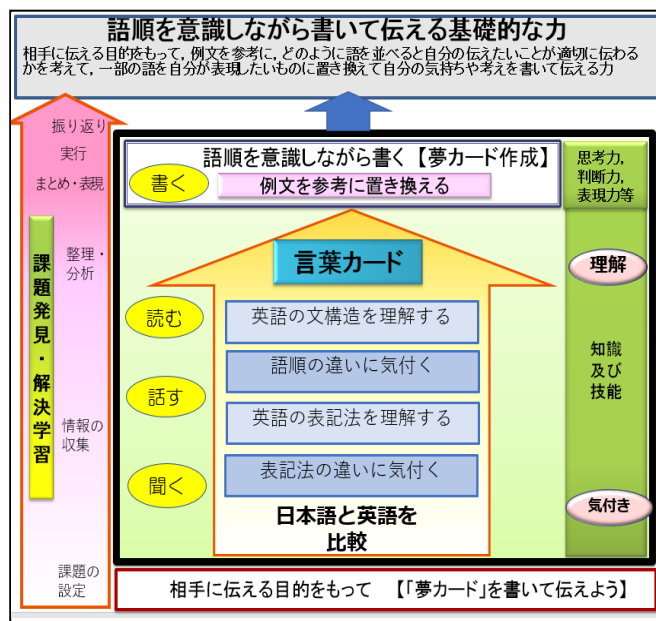 語順を意識しながら書いて伝える基礎的な力
相手に伝える目的をもって，例文を参考に，どのように語を並べると自分の伝えたいことが適切に伝わる
かを考えて，一部の語を自分が表現したいものに置き換えて自分の気持ちや考えを書いて伝える力
振り返り
実行
まとめ・表現
整理・
分析
情報の
収集
課題の
設定
課題発見・解決学習
語順を意識しながら書く【夢カード作成】
書く
例文を参考に置き換える
言葉カード
読む
英語の文構造を理解する
語順の違いに気付く
話す
英語の表記法を理解する
聞く
表記法の違いに気付く
日本語と英語を
比較
思考力，
判断力，
表現力等
理解
知識
及び
技能
気付き
相手に伝える目的をもって　【「夢カード」を書いて伝えよう】